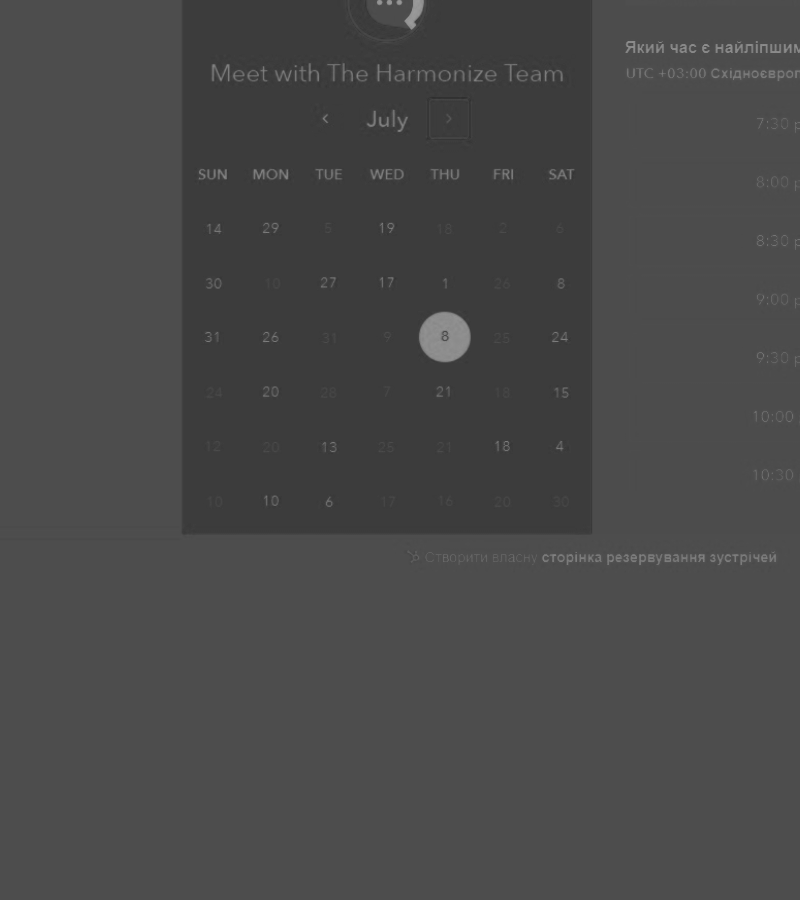 Meet with The Harmonize Team
‹ July ›
SUN MON TUE WED THU FRI SAT
14 29 5 19 18 2 6
30 10 27 17 1 26 8
31 26 31 9 8 25 24
24 20 28 7 21 18 15
12 20 13 25 21 18 4
10 10 6 17 16 20 30
Який час є найліпшим
UTC +03:00 Східноєвроп
7:30 p
8:00 p
8:30 p
9:00 p
9:30 p
10:00
10:30
Створити власну сторінка резервування зустрічей